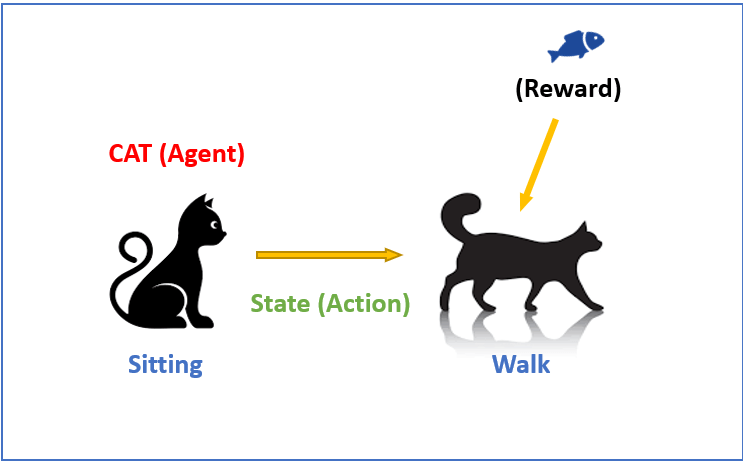 (Reward)
CAT (Agent)
State (Action)
Sitting
Walk